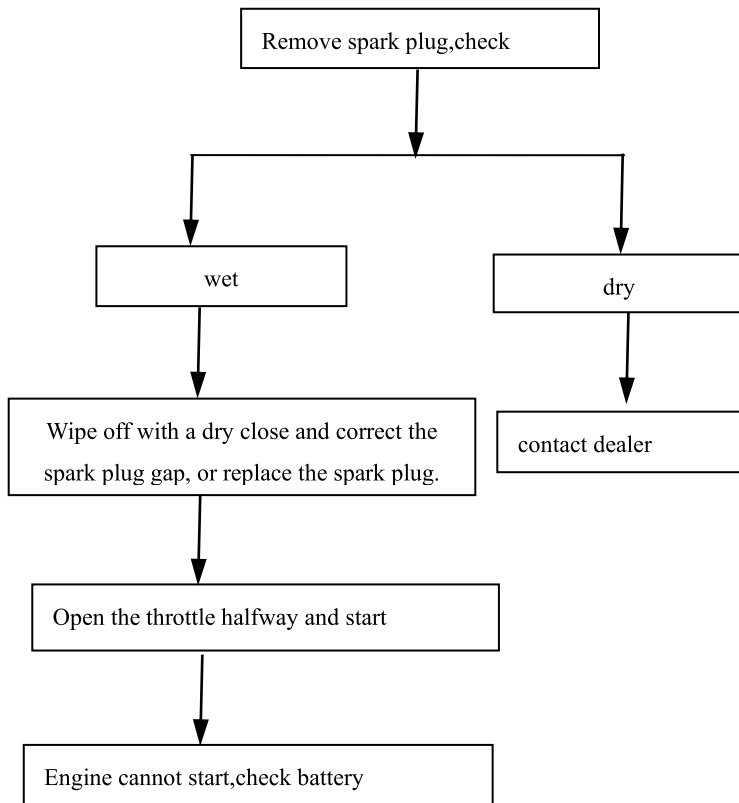 Remove spark plug,check
wet
dry
Wipe off with a dry close and correct the
spark plug gap, or replace the spark plug.
contact dealer
Open the throttle halfway and start
Engine cannot start,check battery